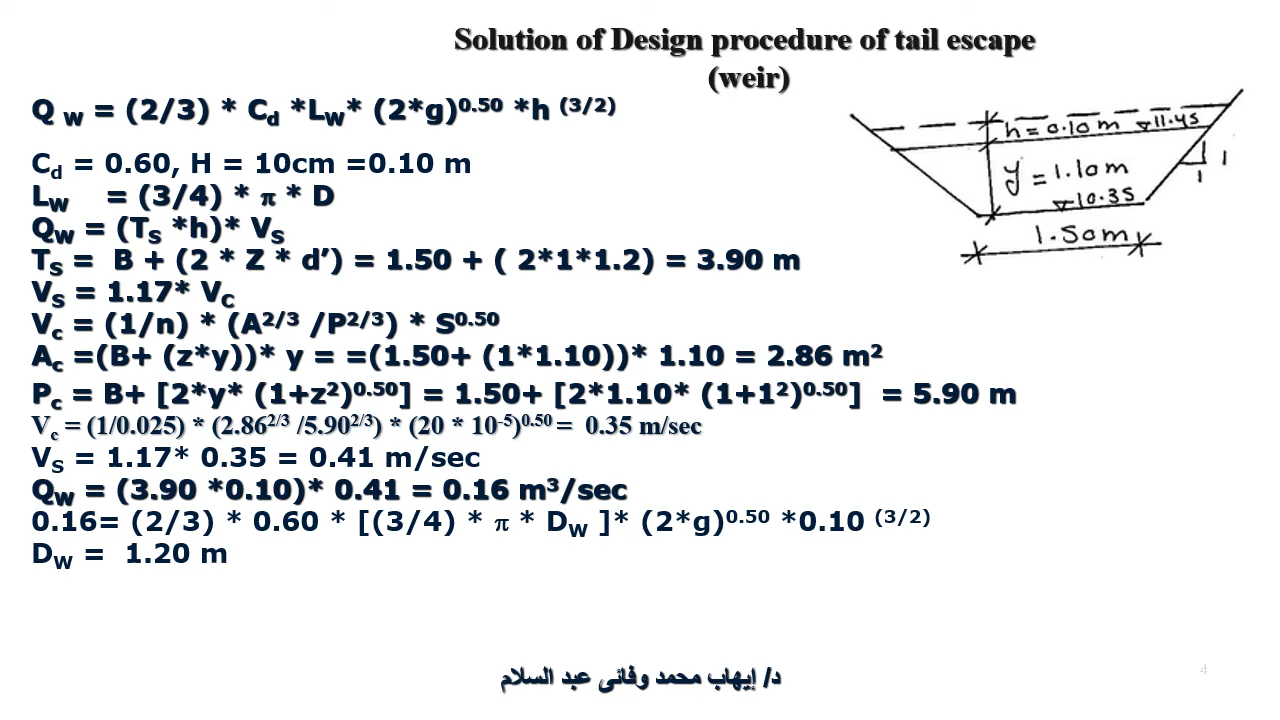 Solution of Design procedure of tail escape
(weir)
Q W = (2/3) * Cd *LW* (2*g)0.50 *h (3/2)
h = 0.10 m ▽11.45
y = 1.10m
▽10.35
1
1
1.50m
Cd = 0.60, H = 10cm =0.10 m
LW = (3/4) * π * D
QW = (TS *h)* VS
TS = B + (2 * Z * d’) = 1.50 + ( 2*1*1.2) = 3.90 m
VS = 1.17* VC
Vc = (1/n) * (A2/3 /P2/3) * S0.50
Ac =(B+ (z*y))* y = =(1.50+ (1*1.10))* 1.10 = 2.86 m2
Pc = B+ [2*y* (1+z2)0.50] = 1.50+ [2*1.10* (1+12)0.50] = 5.90 m
Vc = (1/0.025) * (2.862/3 /5.902/3) * (20 * 10-5)0.50 = 0.35 m/sec
VS = 1.17* 0.35 = 0.41 m/sec
QW = (3.90 *0.10)* 0.41 = 0.16 m3/sec
0.16= (2/3) * 0.60 * [(3/4) * π * DW ]* (2*g)0.50 *0.10 (3/2)
DW = 1.20 m
د/ إيهاب محمد وفائى عبد السلام
4